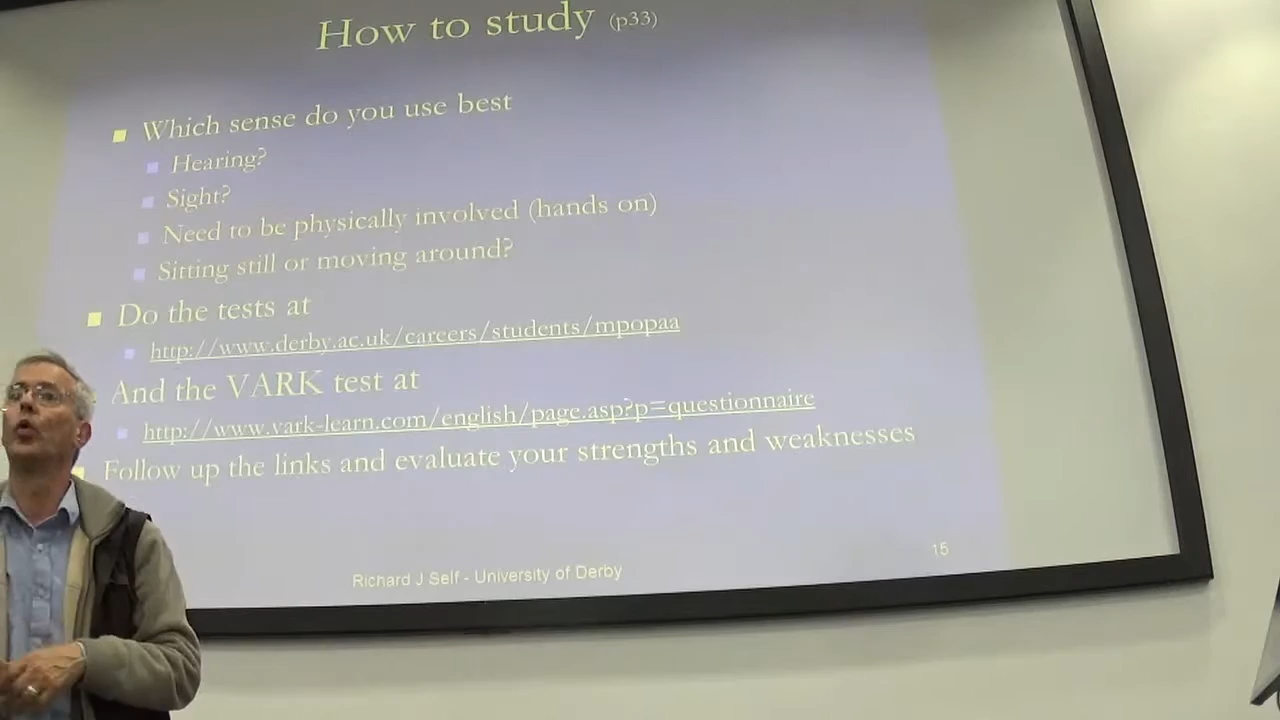 How to study (p33)
Which sense do you use best
Hearing?
Sight?
Need to be physically involved (hands on)
Sitting still or moving around?
Do the tests at
http://www.derby.ac.uk/careers/students/mpopaa
And the VARK test at
http://www.vark-learn.com/english/page.asp?p=questionnaire
Follow up the links and evaluate your strengths and weaknesses
Richard J Self - University of Derby
15